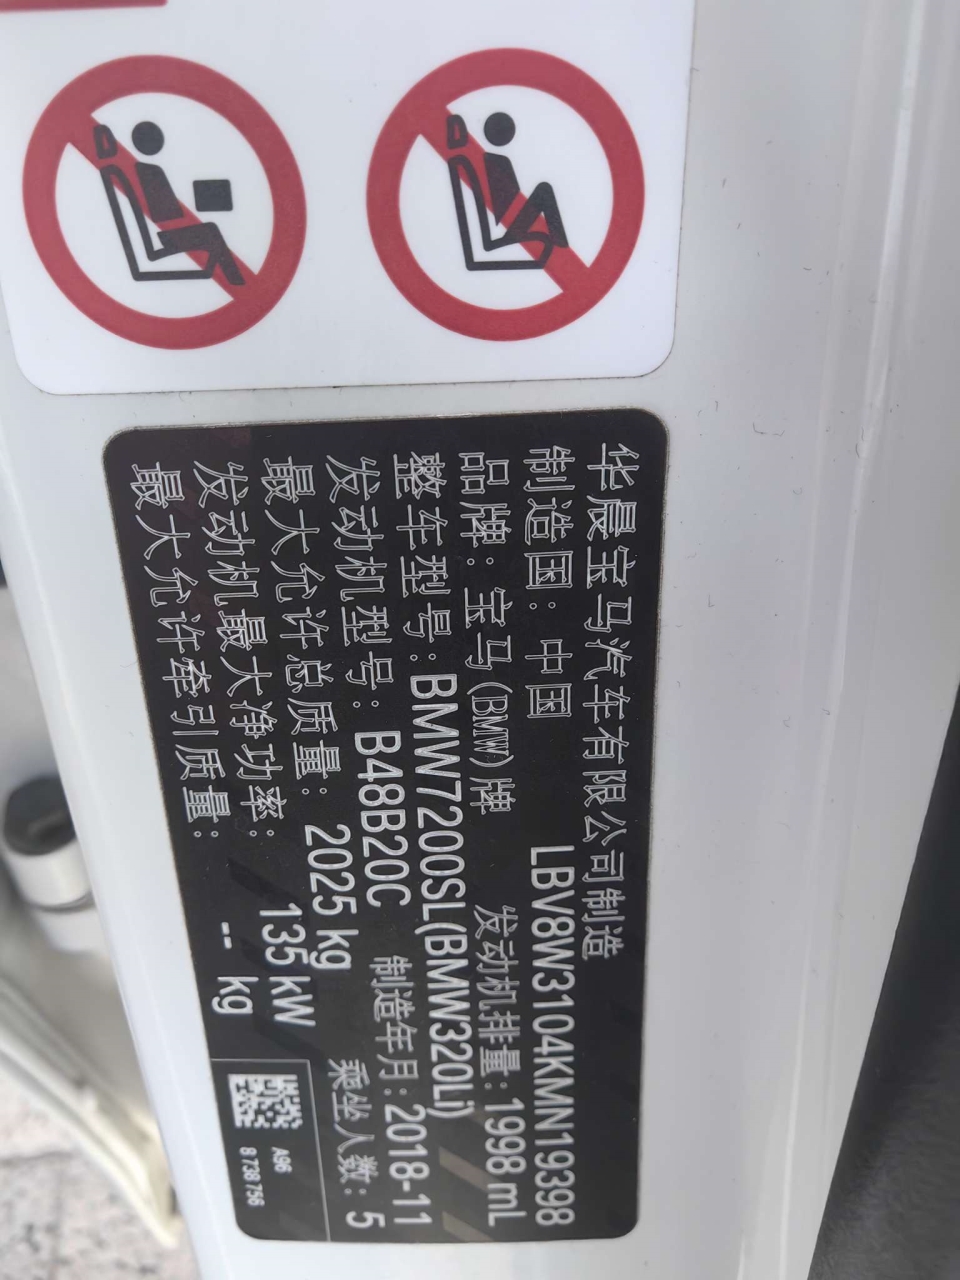 华晨宝马汽车有限公司制造
制造国：中国 LBV8W3104KMN19398
品牌：宝马(BMW)牌 发动机排量：1998 mL
整车型号：BMW7200SL(BMW320Li)
发动机型号：B48B20C 制造年月：2018-11
最大允许总质量：2025 kg 乘坐人数：5
发动机最大净功率：135 kW
最大允许牵引质量：-- kg
A96
8 738 756